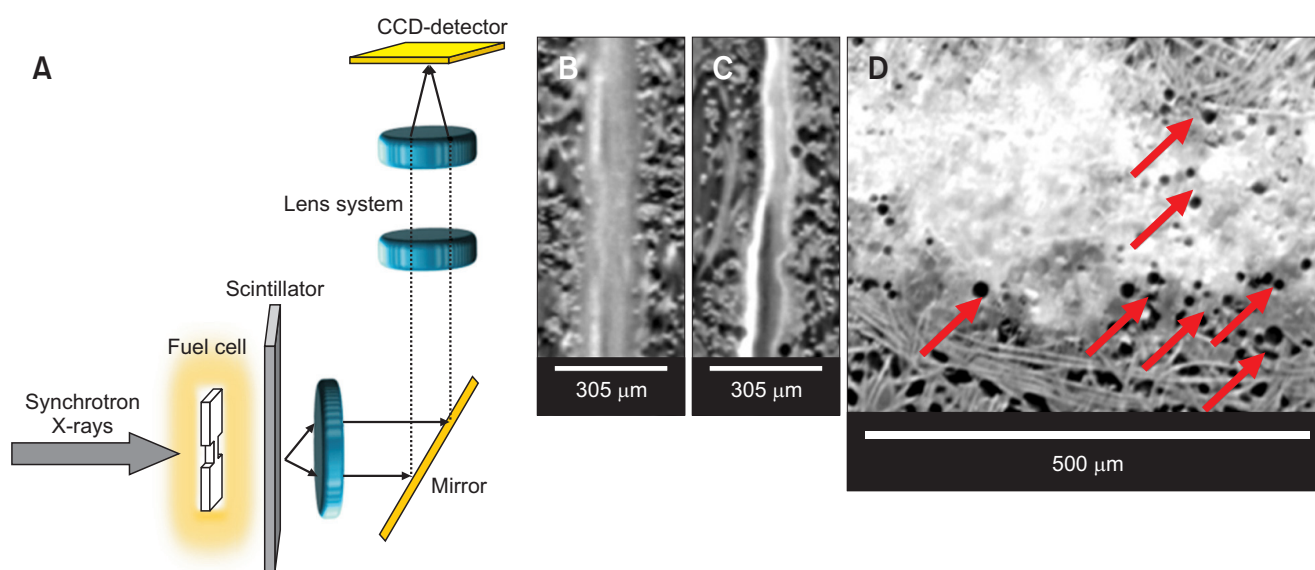 A
CCD-detector
Lens system
Scintillator
Fuel cell
Synchrotron
X-rays
Mirror
B
305 μm
C
305 μm
D
500 μm